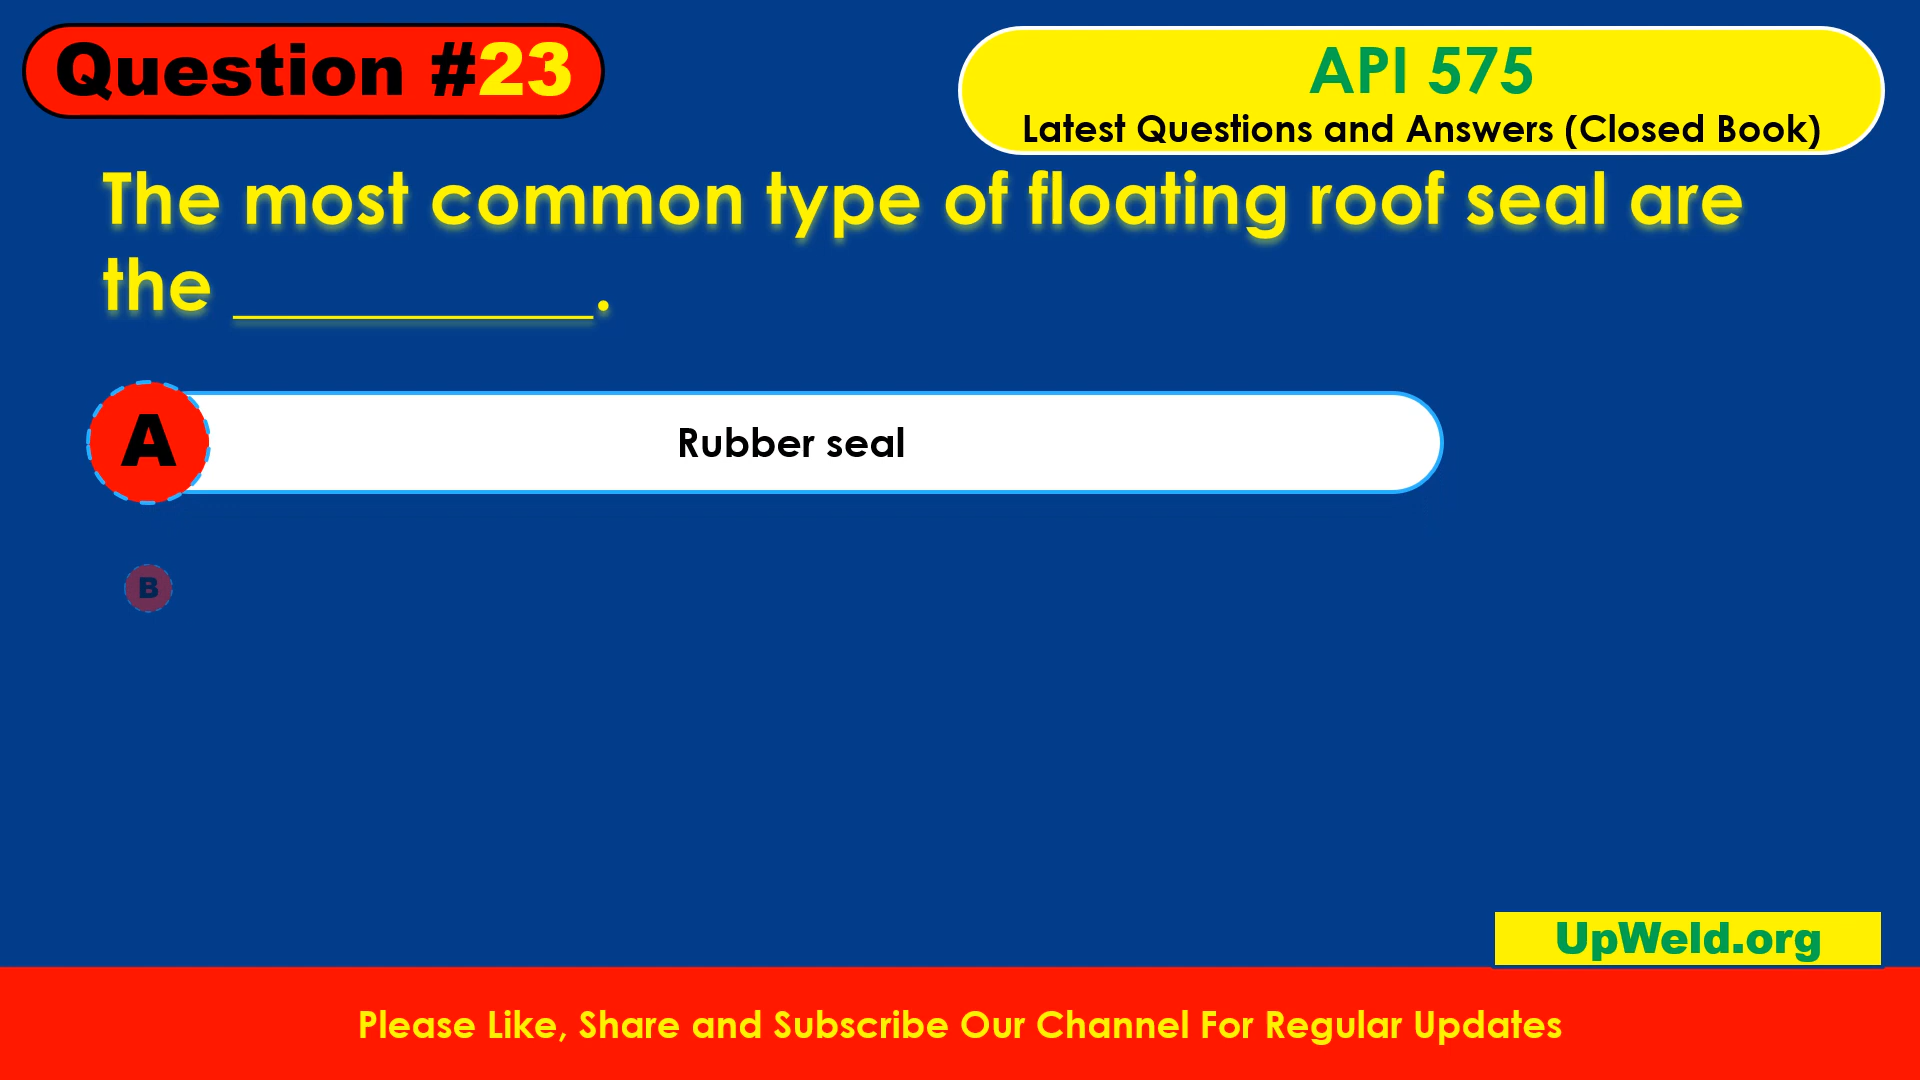 Question #23
API 575
Latest Questions and Answers (Closed Book)
The most common type of floating roof seal are
the __________.
A
Rubber seal
B
UpWeld.org
Please Like, Share and Subscribe Our Channel For Regular Updates